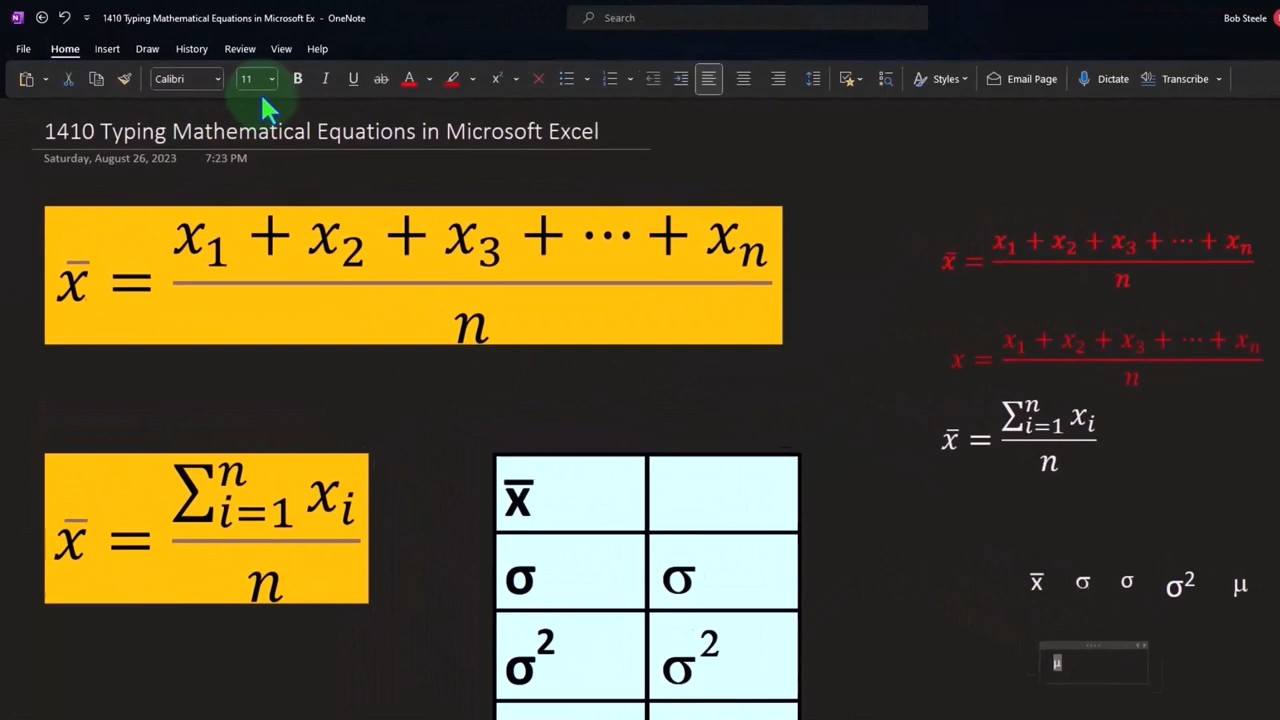 1410 Typing Mathematical Equations in Microsoft Ex - OneNote
Search
Bob Steele
File Home Insert Draw History Review View Help
Calibri 11 B I U ab A x² Styles Email Page Dictate Transcribe
1410 Typing Mathematical Equations in Microsoft Excel
Saturday, August 26, 2023 7:23 PM
x̄ = (x₁ + x₂ + x₃ + ⋯ + xₙ) / n
x̄ = (x₁ + x₂ + x₃ + ⋯ + xₙ) / n
x = (x₁ + x₂ + x₃ + ⋯ + xₙ) / n
x̄ = (∑ⁿᵢ₌₁ xᵢ) / n
x̄ = (∑ⁿᵢ₌₁ xᵢ) / n
x̄
σ σ
σ² σ²
x̄ σ σ σ² μ
μ